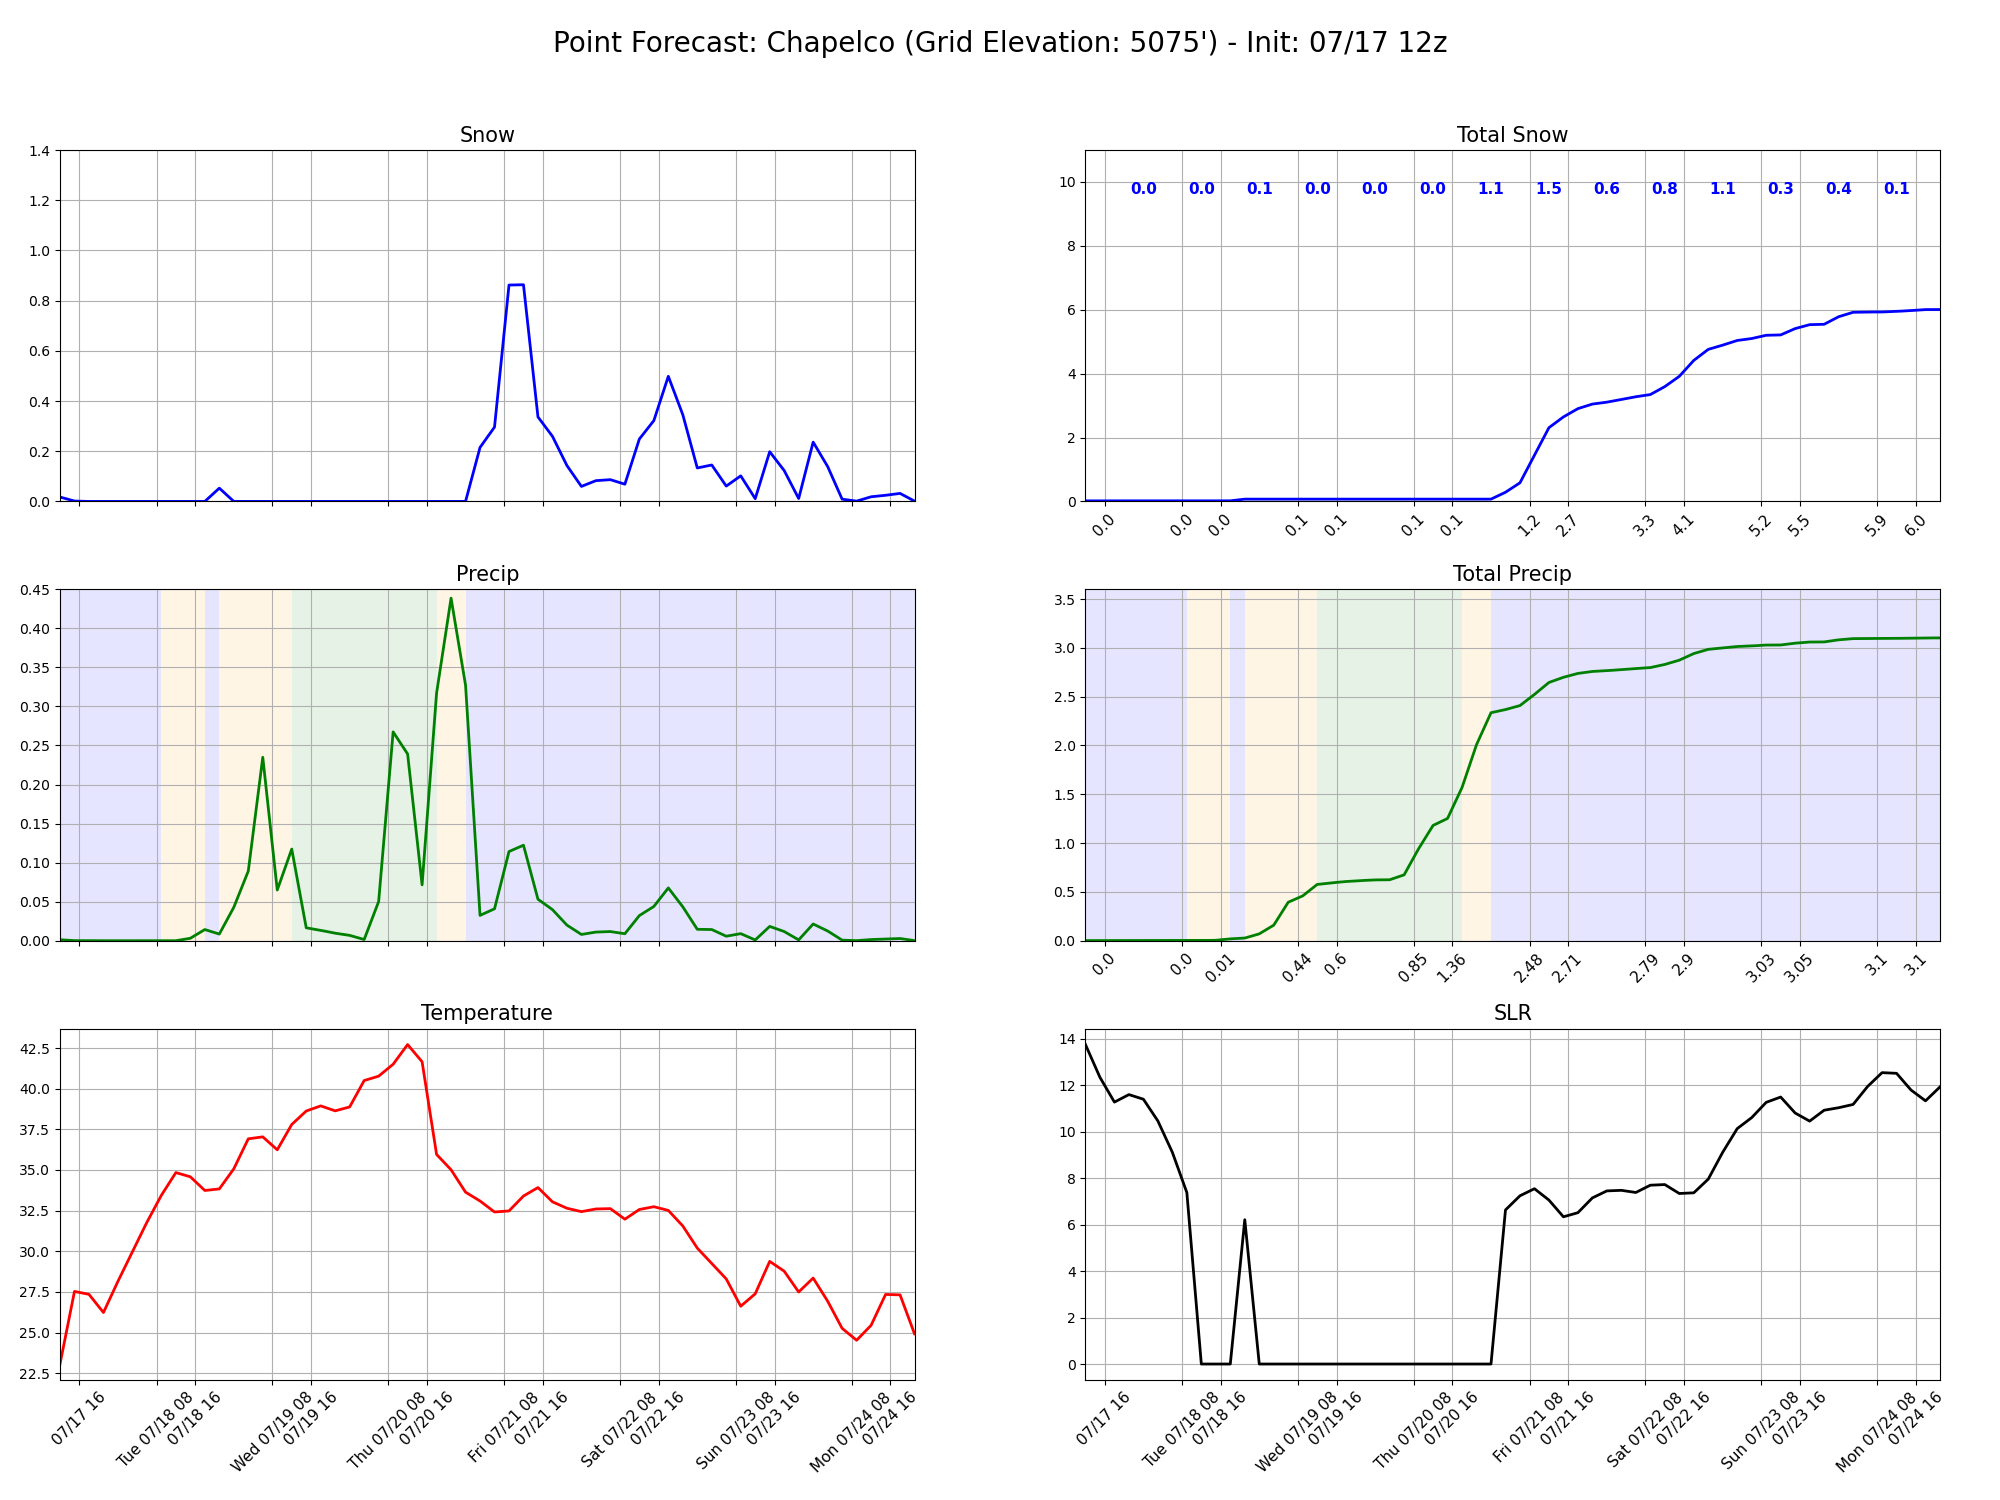 Point Forecast: Chapelco (Grid Elevation: 5075') - Init: 07/17 12z
Snow
1.4
1.2
1.0
0.8
0.6
0.4
0.2
0.0
Total Snow
10
8
6
4
2
0
0.0 0.0 0.1 0.0 0.0 0.0 1.1 1.5 0.6 0.8 1.1 0.3 0.4 0.1
0.0 0.0 0.0 0.1 0.1 0.1 0.1 1.2 2.7 3.3 4.1 5.2 5.5 5.9 6.0
Precip
0.45
0.40
0.35
0.30
0.25
0.20
0.15
0.10
0.05
0.00
Total Precip
3.5
3.0
2.5
2.0
1.5
1.0
0.5
0.0
0.0 0.0 0.01 0.44 0.6 0.85 1.36 2.48 2.71 2.79 2.9 3.03 3.05 3.1 3.1
Temperature
42.5
40.0
37.5
35.0
32.5
30.0
27.5
25.0
22.5
07/17 16
Tue 07/18 08
07/18 16
Wed 07/19 08
07/19 16
Thu 07/20 08
07/20 16
Fri 07/21 08
07/21 16
Sat 07/22 08
07/22 16
Sun 07/23 08
07/23 16
Mon 07/24 08
07/24 16
SLR
14
12
10
8
6
4
2
0
07/17 16
Tue 07/18 08
07/18 16
Wed 07/19 08
07/19 16
Thu 07/20 08
07/20 16
Fri 07/21 08
07/21 16
Sat 07/22 08
07/22 16
Sun 07/23 08
07/23 16
Mon 07/24 08
07/24 16